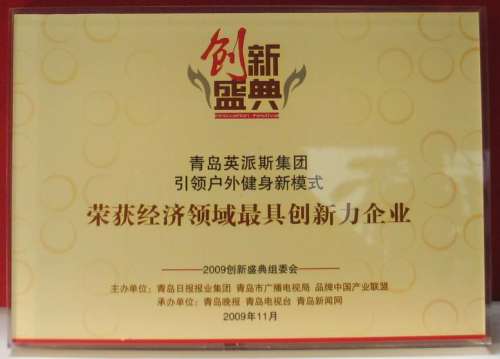 创新
盛典
Innovation Festival
青岛英派斯集团
引领户外健身新模式
荣获经济领域最具创新力企业
2009创新盛典组委会
主办单位：青岛日报报业集团 青岛市广播电视局 品牌中国产业联盟
承办单位：青岛晚报 青岛电视台 青岛新闻网
2009年11月